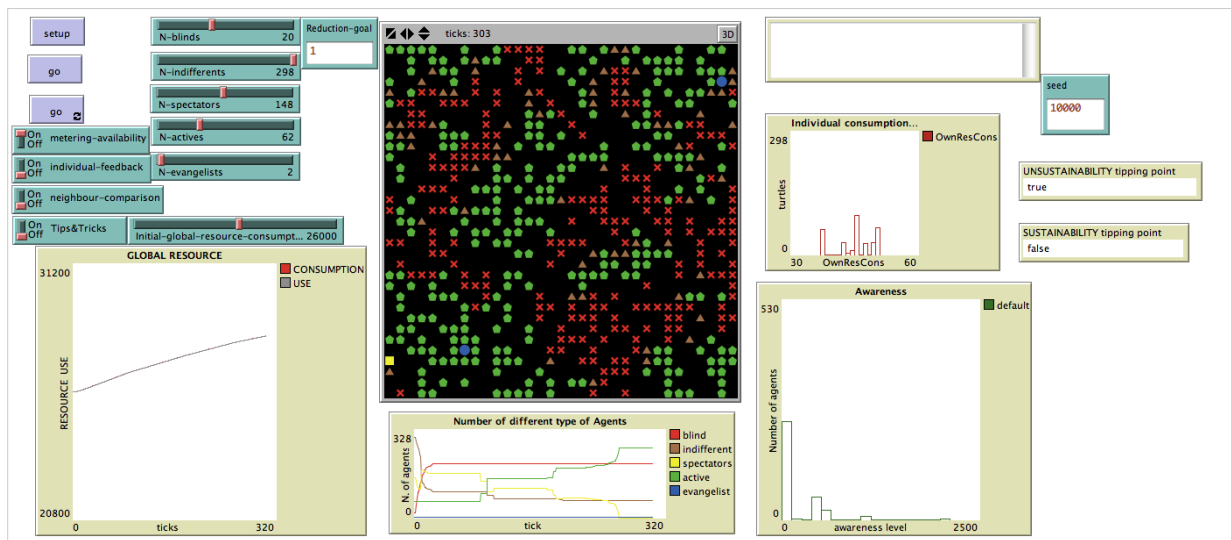 setup
go
go
N-blinds 20
N-indifferents 298
N-spectators 148
N-actives 62
N-evangelists 2
Reduction-goal
1
On
Off
metering-availability
On
Off
individual-feedback
On
Off
neighbour-comparison
On
Off
Tips&Tricks
Initial-global-resource-consumpt... 26000
GLOBAL RESOURCE
31200
RESOURCE USE
20800
0
ticks
320
CONSUMPTION
USE
ticks: 303
3D
Number of different type of Agents
328
N. of agents
0
0
tick
320
blind
indifferent
spectators
active
evangelist
seed
10000
Individual consumption...
298
turtles
0
30
OwnResCons
60
OwnResCons
UNSUSTAINABILITY tipping point
true
SUSTAINABILITY tipping point
false
Awareness
530
Number of agents
0
0
awareness level
2500
default